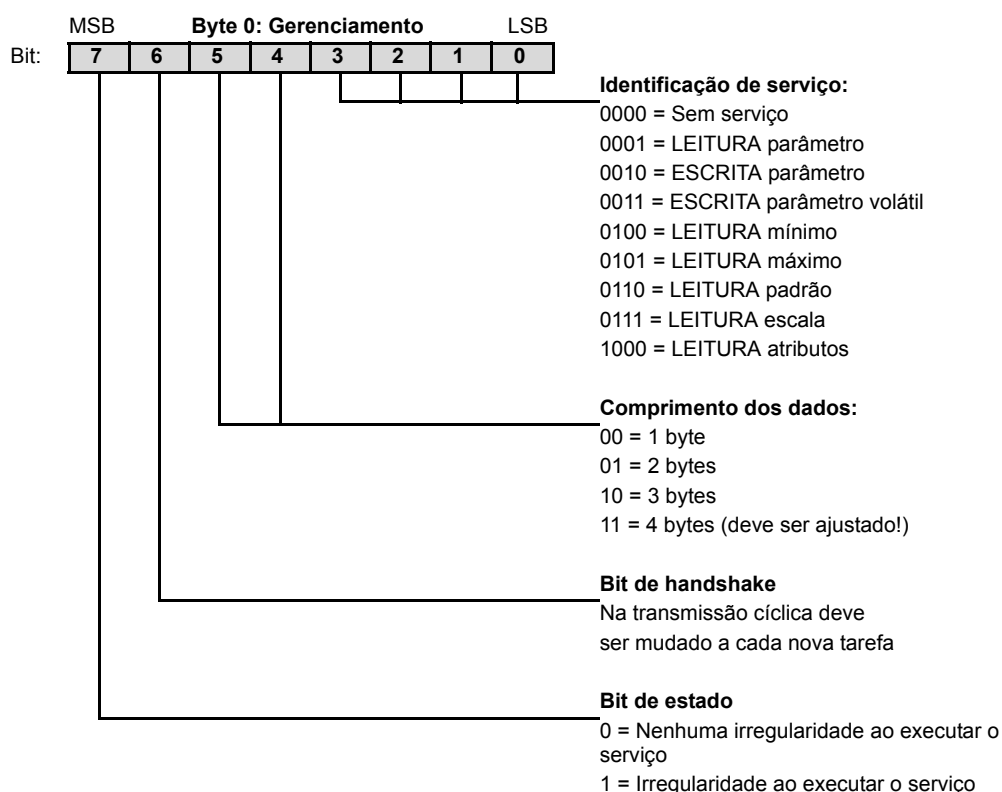 MSB Byte 0: Gerenciamento LSB
Bit: 7 6 5 4 3 2 1 0
Identificação de serviço:
0000 = Sem serviço
0001 = LEITURA parâmetro
0010 = ESCRITA parâmetro
0011 = ESCRITA parâmetro volátil
0100 = LEITURA mínimo
0101 = LEITURA máximo
0110 = LEITURA padrão
0111 = LEITURA escala
1000 = LEITURA atributos
Comprimento dos dados:
00 = 1 byte
01 = 2 bytes
10 = 3 bytes
11 = 4 bytes (deve ser ajustado!)
Bit de handshake
Na transmissão cíclica deve
ser mudado a cada nova tarefa
Bit de estado
0 = Nenhuma irregularidade ao executar o
serviço
1 = Irregularidade ao executar o serviço